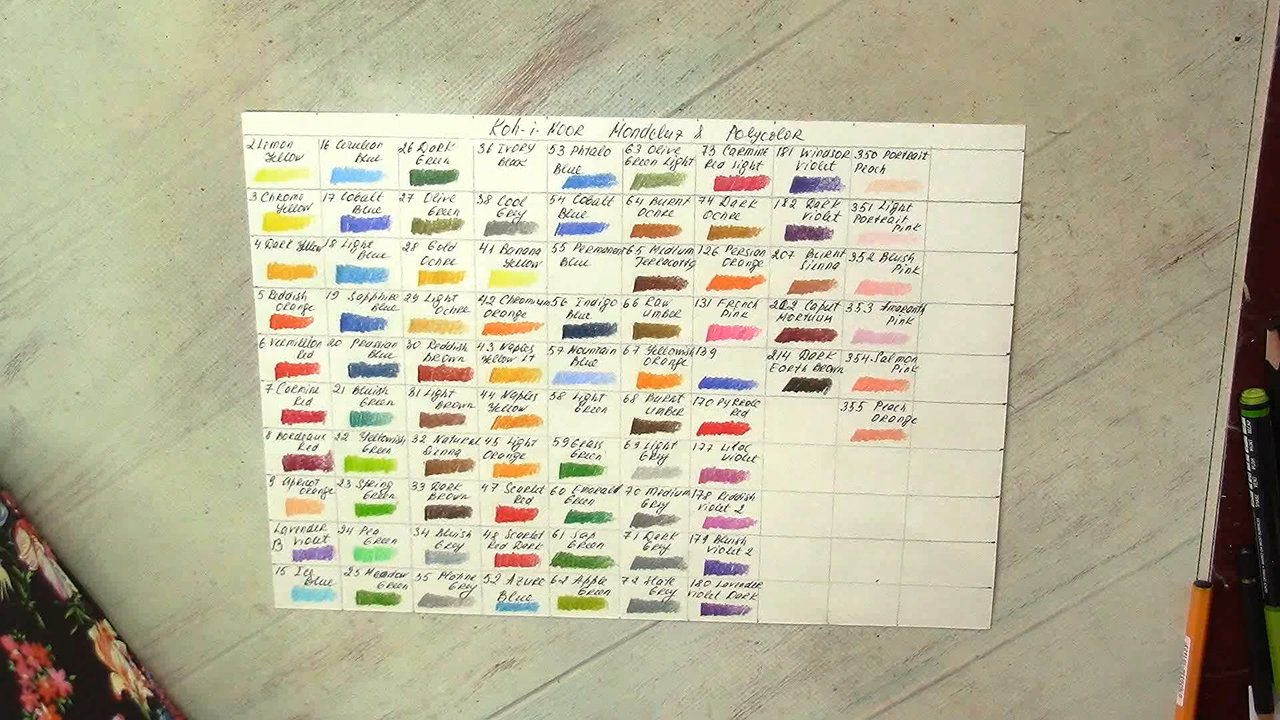 Koh-i-NOOR Mondeluz & Polycolor
2 Lemon Yellow
3 Chrome Yellow
4 Dark Yellow
5 Reddish Orange
6 Vermillion Red
7 Carmine Red
8 Bordeaux Red
9 Apricot Orange
13 Lavender Violet
15 Ice Blue
16 Cerulean Blue
17 Cobalt Blue
18 Light Blue
19 Sapphire Blue
20 Prussian Blue
21 Bluish Green
22 Yellowish Green
23 Spring Green
24 Pea Green
25 Meadow Green
26 Dark Green
27 Olive Green
28 Gold Ochre
29 Light Ochre
30 Reddish Brown
31 Light Brown
32 Natural Sienna
33 Dark Brown
34 Bluish Grey
35 Platine Grey
36 Ivory Black
38 Cool Grey
41 Banana Yellow
42 Chromium Orange
43 Naples Yellow LT
44 Naples Yellow
45 Light Orange
47 Scarlet Red
48 Scarlet Red Dark
52 Azure Blue
53 Phtalo Blue
54 Cobalt Blue
55 Permanent Blue
56 Indigo Blue
57 Mountain Blue
58 Light Green
59 Grass Green
60 Emerald Green
61 Sap Green
62 Apple Green
63 Olive Green Light
64 Burnt Ochre
65 Medium Terracotta
66 Raw Umber
67 Yellowish Orange
68 Burnt Umber
69 Light Grey
70 Medium Grey
71 Dark Grey
72 Slate Grey
73 Carmine Red Light
74 Dark Ochre
126 Persian Orange
131 French Pink
139
170 Pyrrole Red
177 Lilac Violet
178 Reddish Violet 2
179 Bluish Violet 2
180 Lavender Violet Dark
181 Windsor Violet
182 Dark Violet
207 Burnt Sienna
Caput Mortuum
214 Dark Earth Brown
350 Portrait Peach
351 Light Portrait Pink
352 Blush Pink
353 Amaranth Pink
354 Salmon Pink
355 Peach Orange